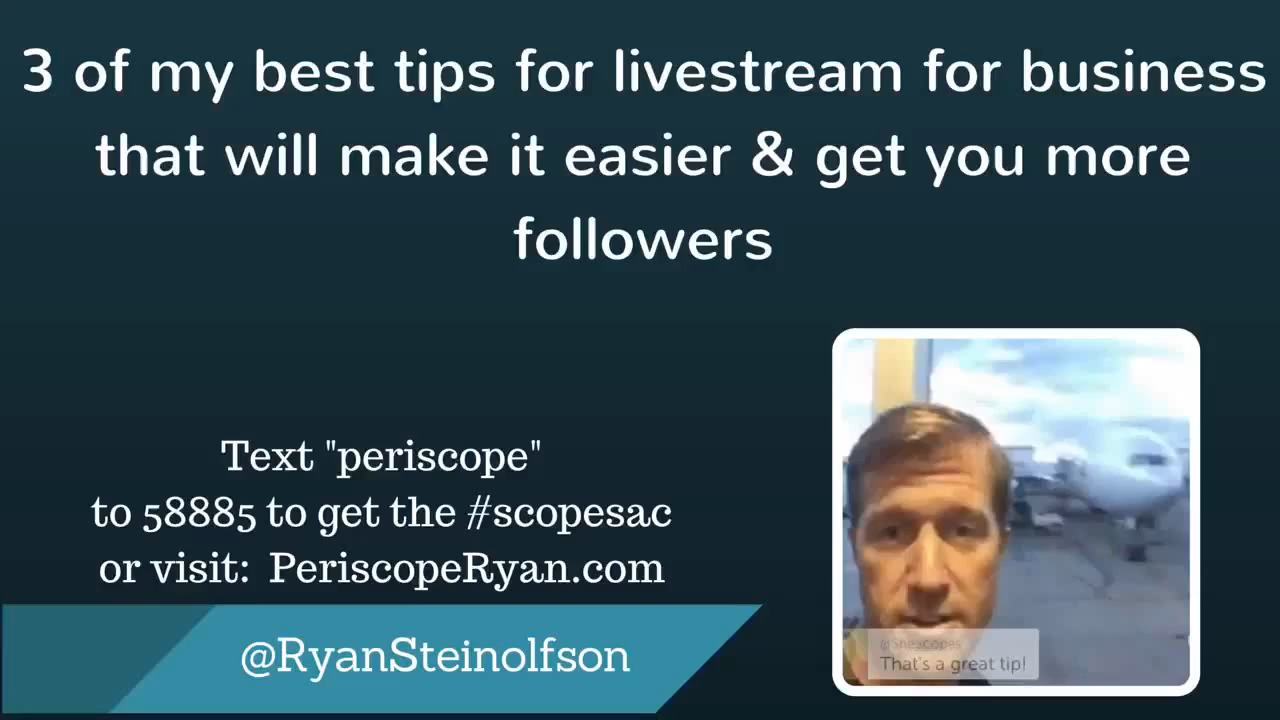 3 of my best tips for livestream for business
that will make it easier & get you more
followers
Text "periscope"
to 58885 to get the #scopesac
or visit: PeriscopeRyan.com
@RyanSteinolfson
That's a great tip!